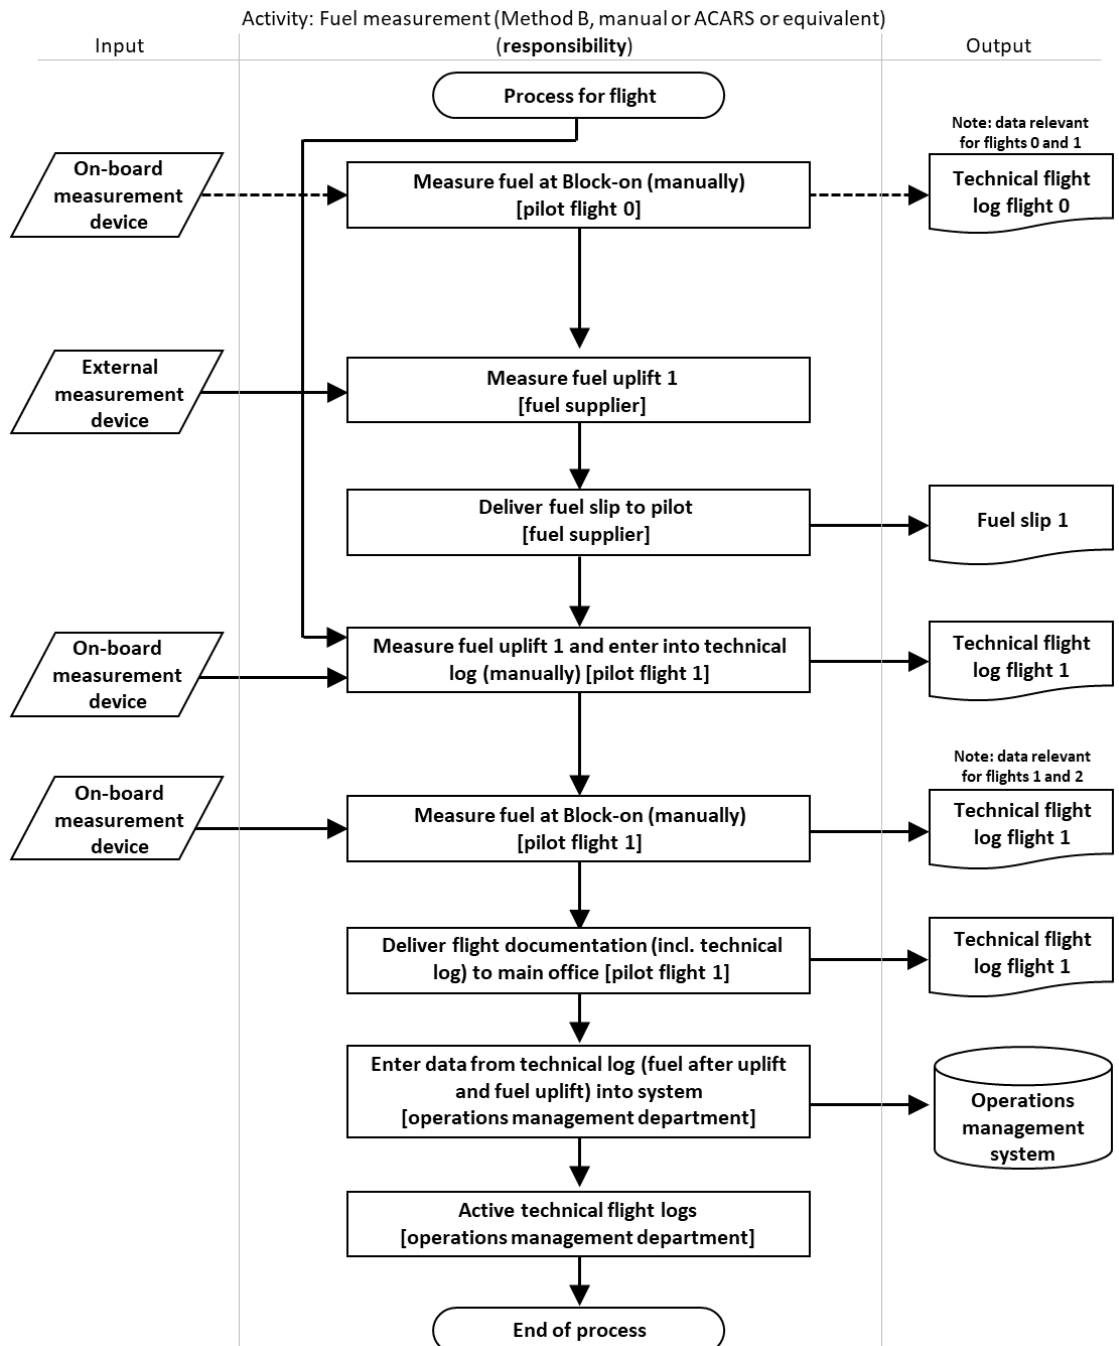 Activity: Fuel measurement (Method B, manual or ACARS or equivalent)
Input
(responsibility)
Output
Process for flight
Note: data relevant
for flights 0 and 1
On-board
measurement
device
Measure fuel at Block-on (manually)
[pilot flight 0]
Technical flight
log flight 0
External
measurement
device
Measure fuel uplift 1
[fuel supplier]
Deliver fuel slip to pilot
[fuel supplier]
Fuel slip 1
On-board
measurement
device
Measure fuel uplift 1 and enter into technical
log (manually) [pilot flight 1]
Technical flight
log flight 1
Note: data relevant
for flights 1 and 2
On-board
measurement
device
Measure fuel at Block-on (manually)
[pilot flight 1]
Technical flight
log flight 1
Deliver flight documentation (incl. technical
log) to main office [pilot flight 1]
Technical flight
log flight 1
Enter data from technical log (fuel after uplift
and fuel uplift) into system
[operations management department]
Operations
management
system
Active technical flight logs
[operations management department]
End of process